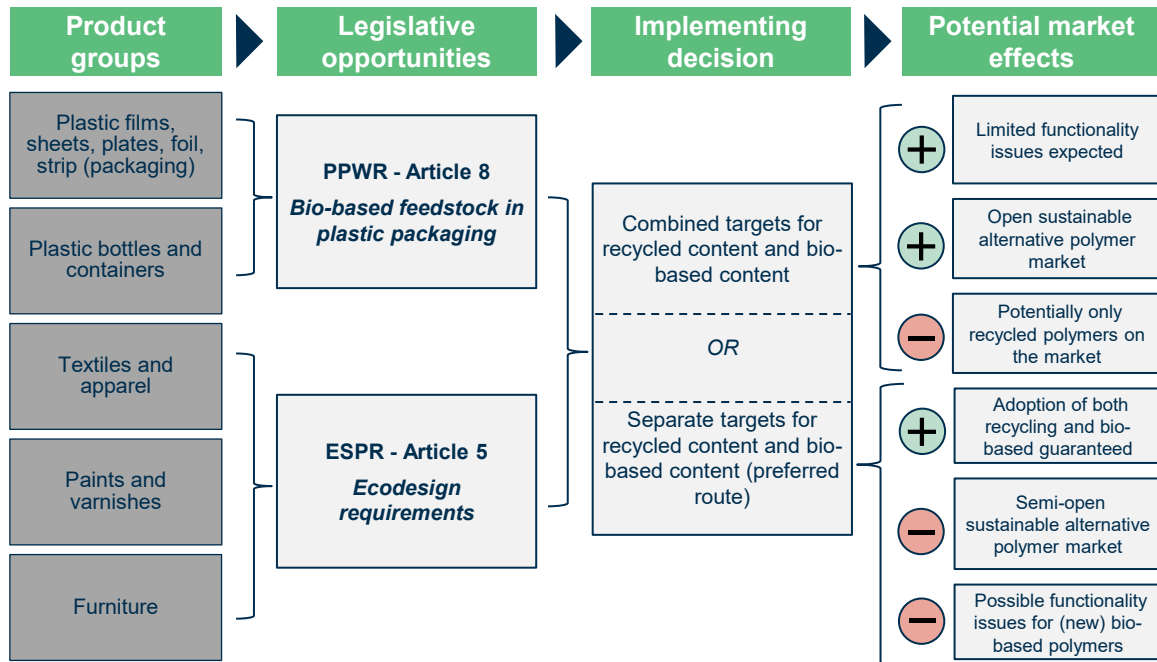 Product
groups
Legislative
opportunities
Implementing
decision
Potential market
effects
Plastic films,
sheets, plates, foil,
strip (packaging)
Plastic bottles and
containers
Textiles and
apparel
Paints and
varnishes
Furniture
PPWR - Article 8
Bio-based feedstock in
plastic packaging
ESPR - Article 5
Ecodesign
requirements
Combined targets for
recycled content and bio-
based content
OR
Separate targets for
recycled content and bio-
based content (preferred
route)
Limited functionality
issues expected
Open sustainable
alternative polymer
market
Potentially only
recycled polymers on
the market
Adoption of both
recycling and bio-
based guaranteed
Semi-open
sustainable alternative
polymer market
Possible functionality
issues for (new) bio-
based polymers